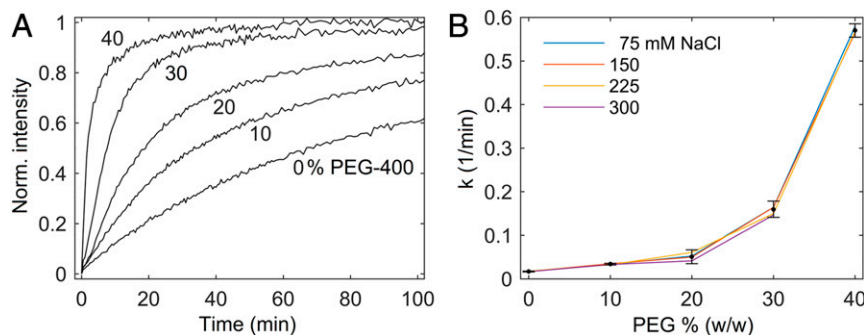 A
1
0.8
0.6
0.4
0.2
0
Norm. intensity
40
30
20
10
0% PEG-400
0 20 40 60 80 100
Time (min)
B
0.6
0.5
0.4
0.3
0.2
0.1
0
k (1/min)
75 mM NaCl
150
225
300
0 10 20 30 40
PEG % (w/w)